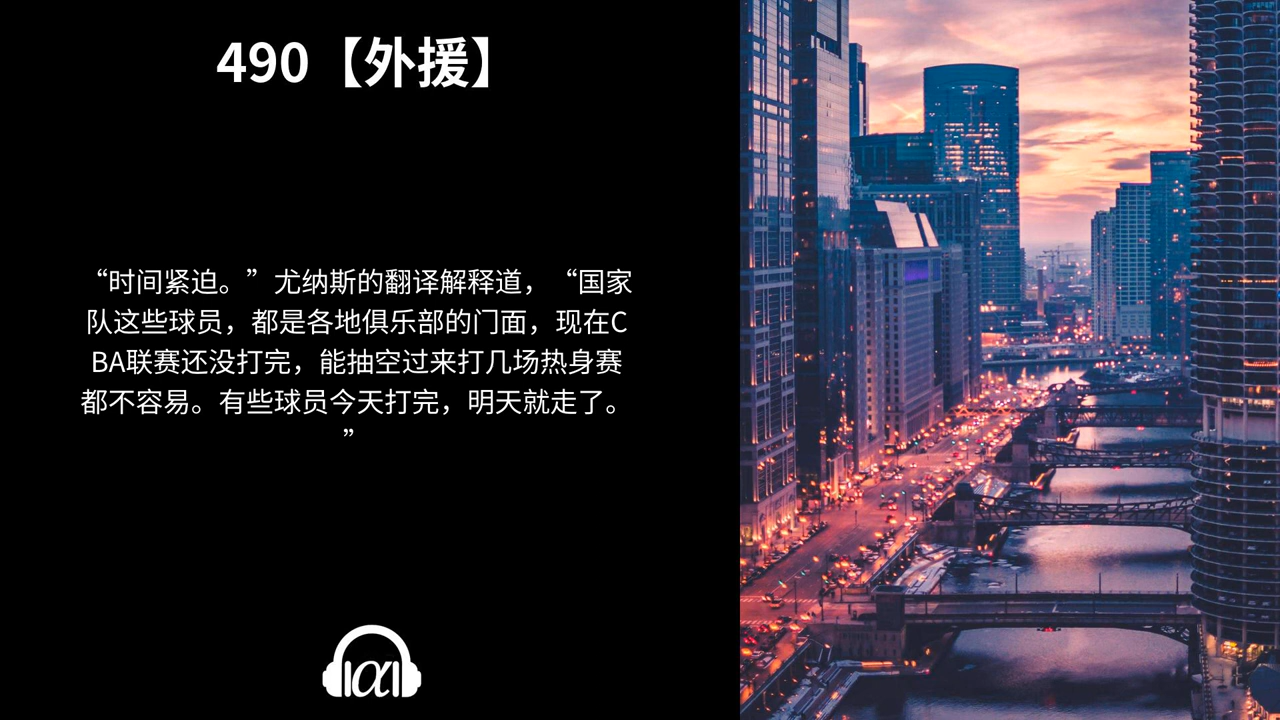 490【外援】
“时间紧迫。”尤纳斯的翻译解释道，“国家
队这些球员，都是各地俱乐部的门面，现在C
BA联赛还没打完，能抽空过来打几场热身赛
都不容易。有些球员今天打完，明天就走了。
”
|α|